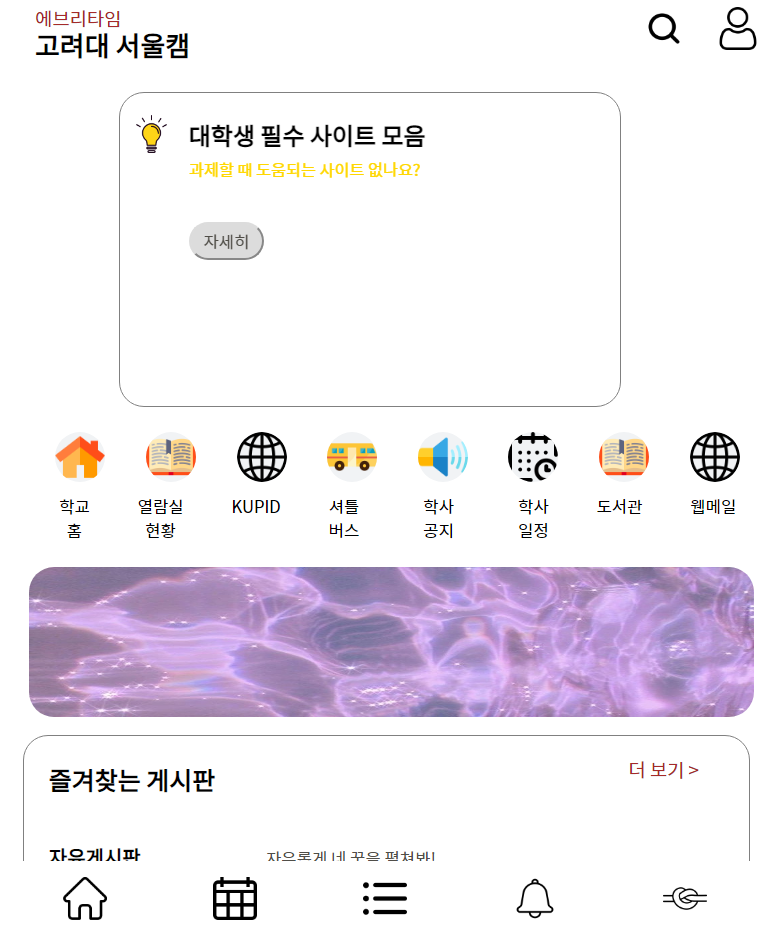 에브리타임
고려대 서울캠
대학생 필수 사이트 모음
과제할 때 도움되는 사이트 없나요?
자세히
학교 홈
열람실 현황
KUPID
셔틀 버스
학사 공지
학사 일정
도서관
웹메일
즐겨찾는 게시판
더 보기 >
자유게시판
자유롭게 네 꿈을 펼쳐봐!